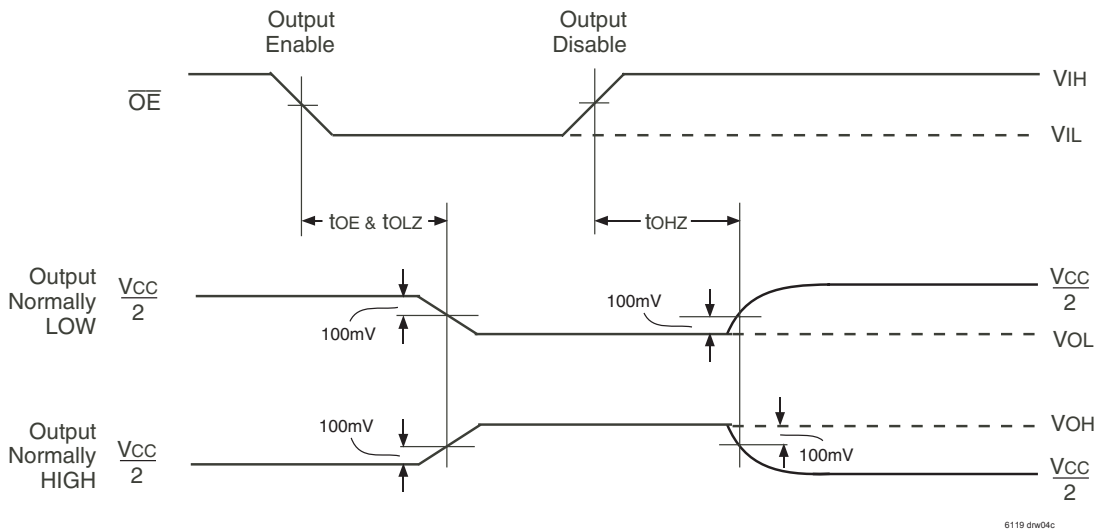 Output
Enable
Output
Disable
OE
VIH
VIL
tOE & tOLZ
tOHZ
Output
Normally
LOW
VCC
2
100mV
100mV
VCC
2
VOL
Output
Normally
HIGH
VCC
2
100mV
100mV
VOH
VCC
2
6119 drw04c